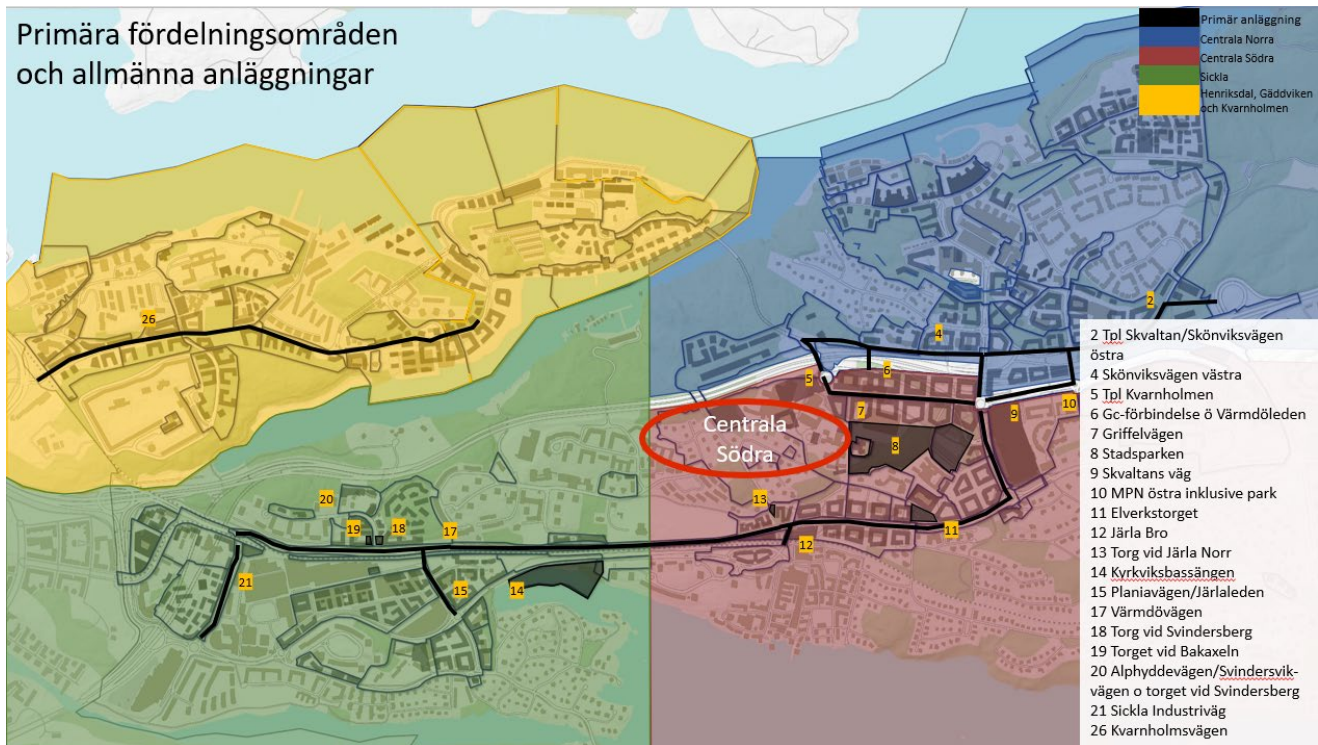 Primära fördelningsområden
och allmänna anläggningar
Primär anläggning
Centrala Norra
Centrala Södra
Sickla
Henriksdal, Gäddviken
och Kvarnholmen
26
2
4
5
6
7
8
9
10
Centrala
Södra
13
11
12
20
19
18
17
21
15
14
2 Tpl Skvaltan/Skönviksvägen
östra
4 Skönviksvägen västra
5 Tpl Kvarnholmen
6 Gc-förbindelse ö Värmdöleden
7 Griffelvägen
8 Stadsparken
9 Skvaltans väg
10 MPN östra inklusive park
11 Elverkstorget
12 Järla Bro
13 Torg vid Järla Norr
14 Kyrkviksbassängen
15 Planiavägen/Järlaleden
17 Värmdövägen
18 Torg vid Svindersberg
19 Torget vid Bakaxeln
20 Alphyddevägen/Svindersvik-
vägen o torget vid Svindersberg
21 Sickla Industriväg
26 Kvarnholmsvägen